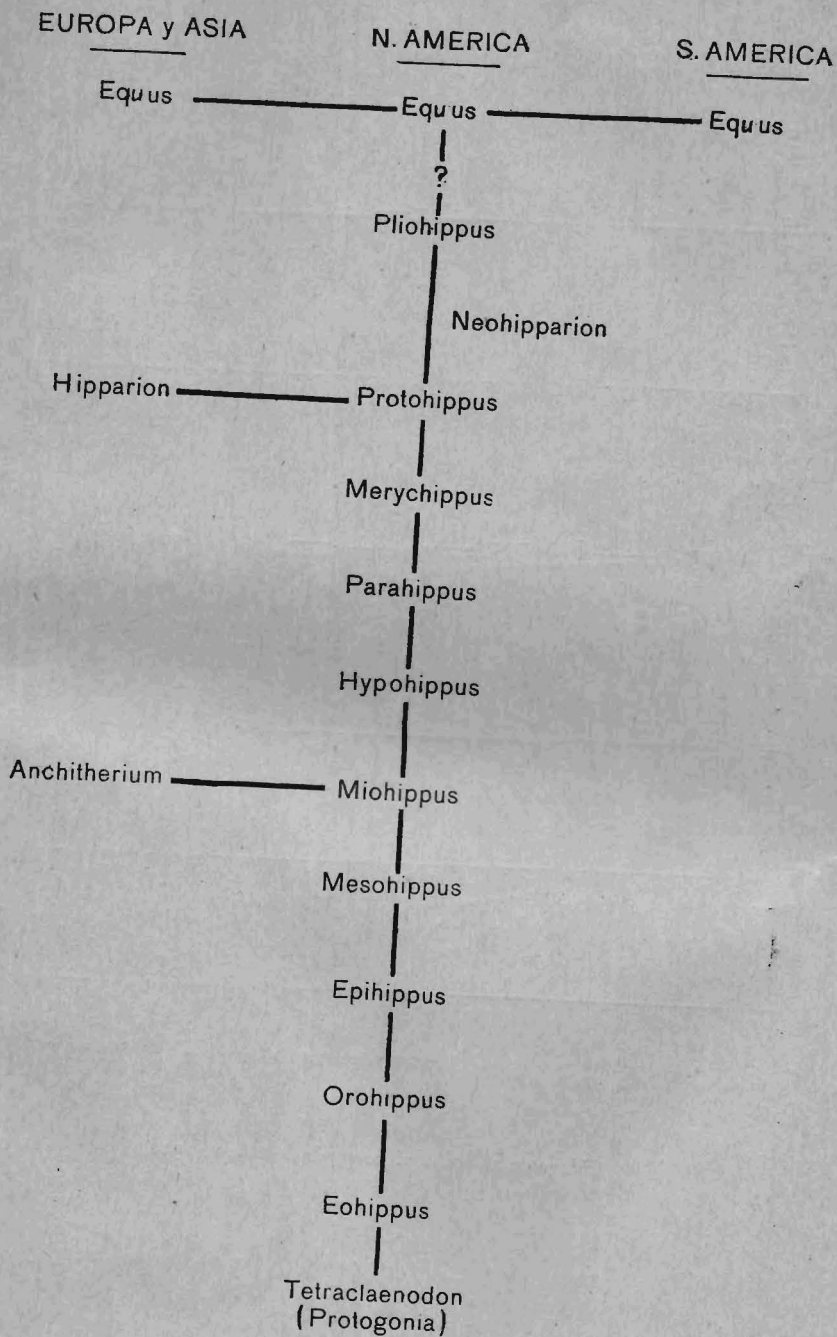 EUROPA y ASIA N. AMERICA S. AMERICA
Equus Equus Equus
?
Pliohippus
Neohipparion
Hipparion Protohippus
Merychippus
Parahippus
Hypohippus
Anchitherium Miohippus
Mesohippus
Epihippus
Orohippus
Eohippus
Tetraclaenodon
(Protogonia)